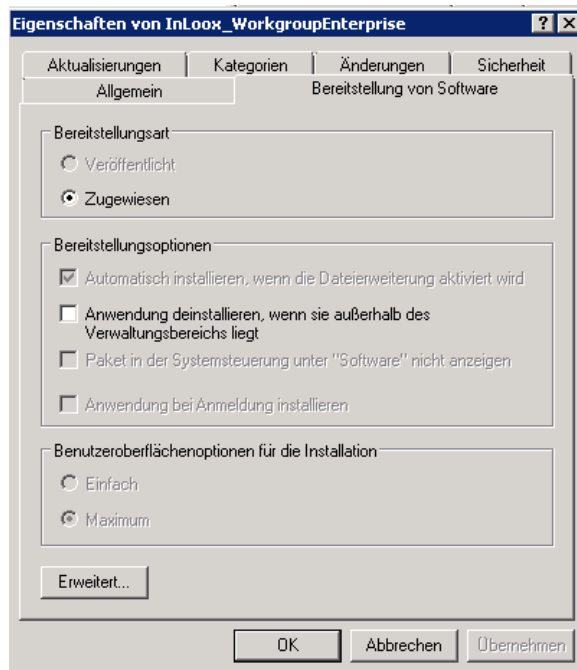 Eigenschaften von InLoox_WorkgroupEnterprise
Aktualisierungen
Kategorien
Änderungen
Sicherheit
Allgemein
Bereitstellung von Software
Bereitstellungsart
Veröffentlicht
Zugewiesen
Bereitstellungsoptionen
Automatisch installieren, wenn die Dateierweiterung aktiviert wird
Anwendung deinstallieren, wenn sie außerhalb des
Verwaltungsbereichs liegt
Paket in der Systemsteuerung unter "Software" nicht anzeigen
Anwendung bei Anmeldung installieren
Benutzeroberflächenoptionen für die Installation
Einfach
Maximum
Erweitert...
OK
Abbrechen
Übernehmen